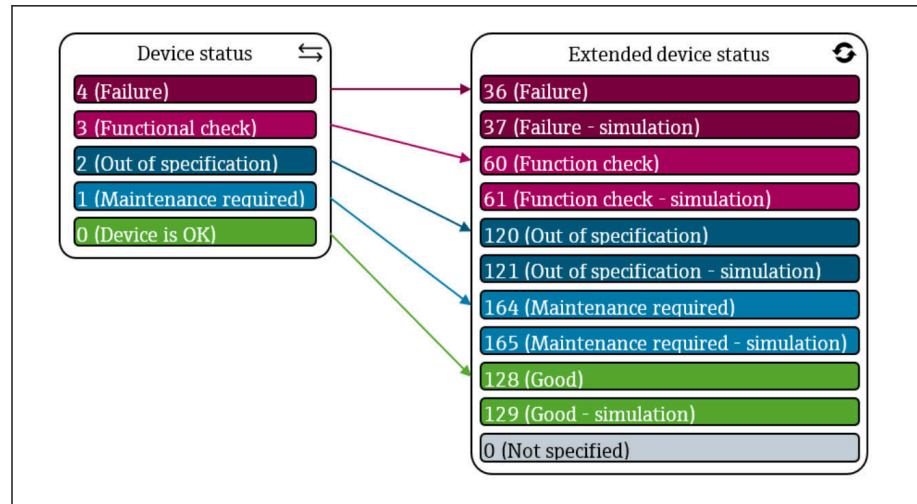 Device status
4 (Failure)
3 (Functional check)
2 (Out of specification)
1 (Maintenance required)
0 (Device is OK)
Extended device status
36 (Failure)
37 (Failure - simulation)
60 (Function check)
61 (Function check - simulation)
120 (Out of specification)
121 (Out of specification - simulation)
164 (Maintenance required)
165 (Maintenance required - simulation)
128 (Good)
129 (Good - simulation)
0 (Not specified)